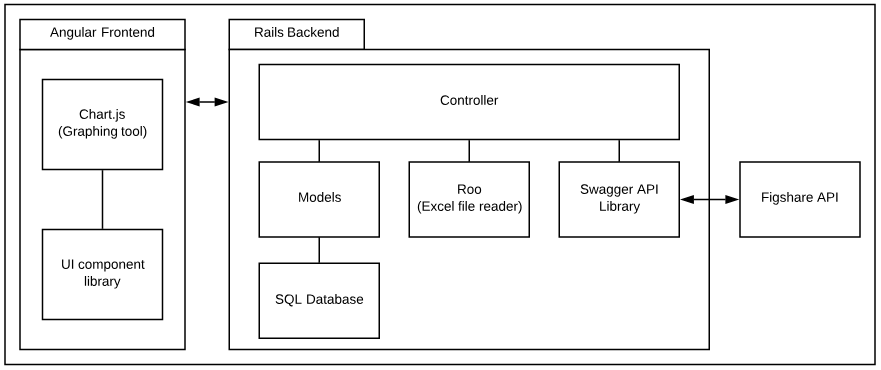 Angular Frontend
Rails Backend
Chart.js
(Graphing tool)
UI component
library
Controller
Models
Roo
(Excel file reader)
Swagger API
Library
Figshare API
SQL Database